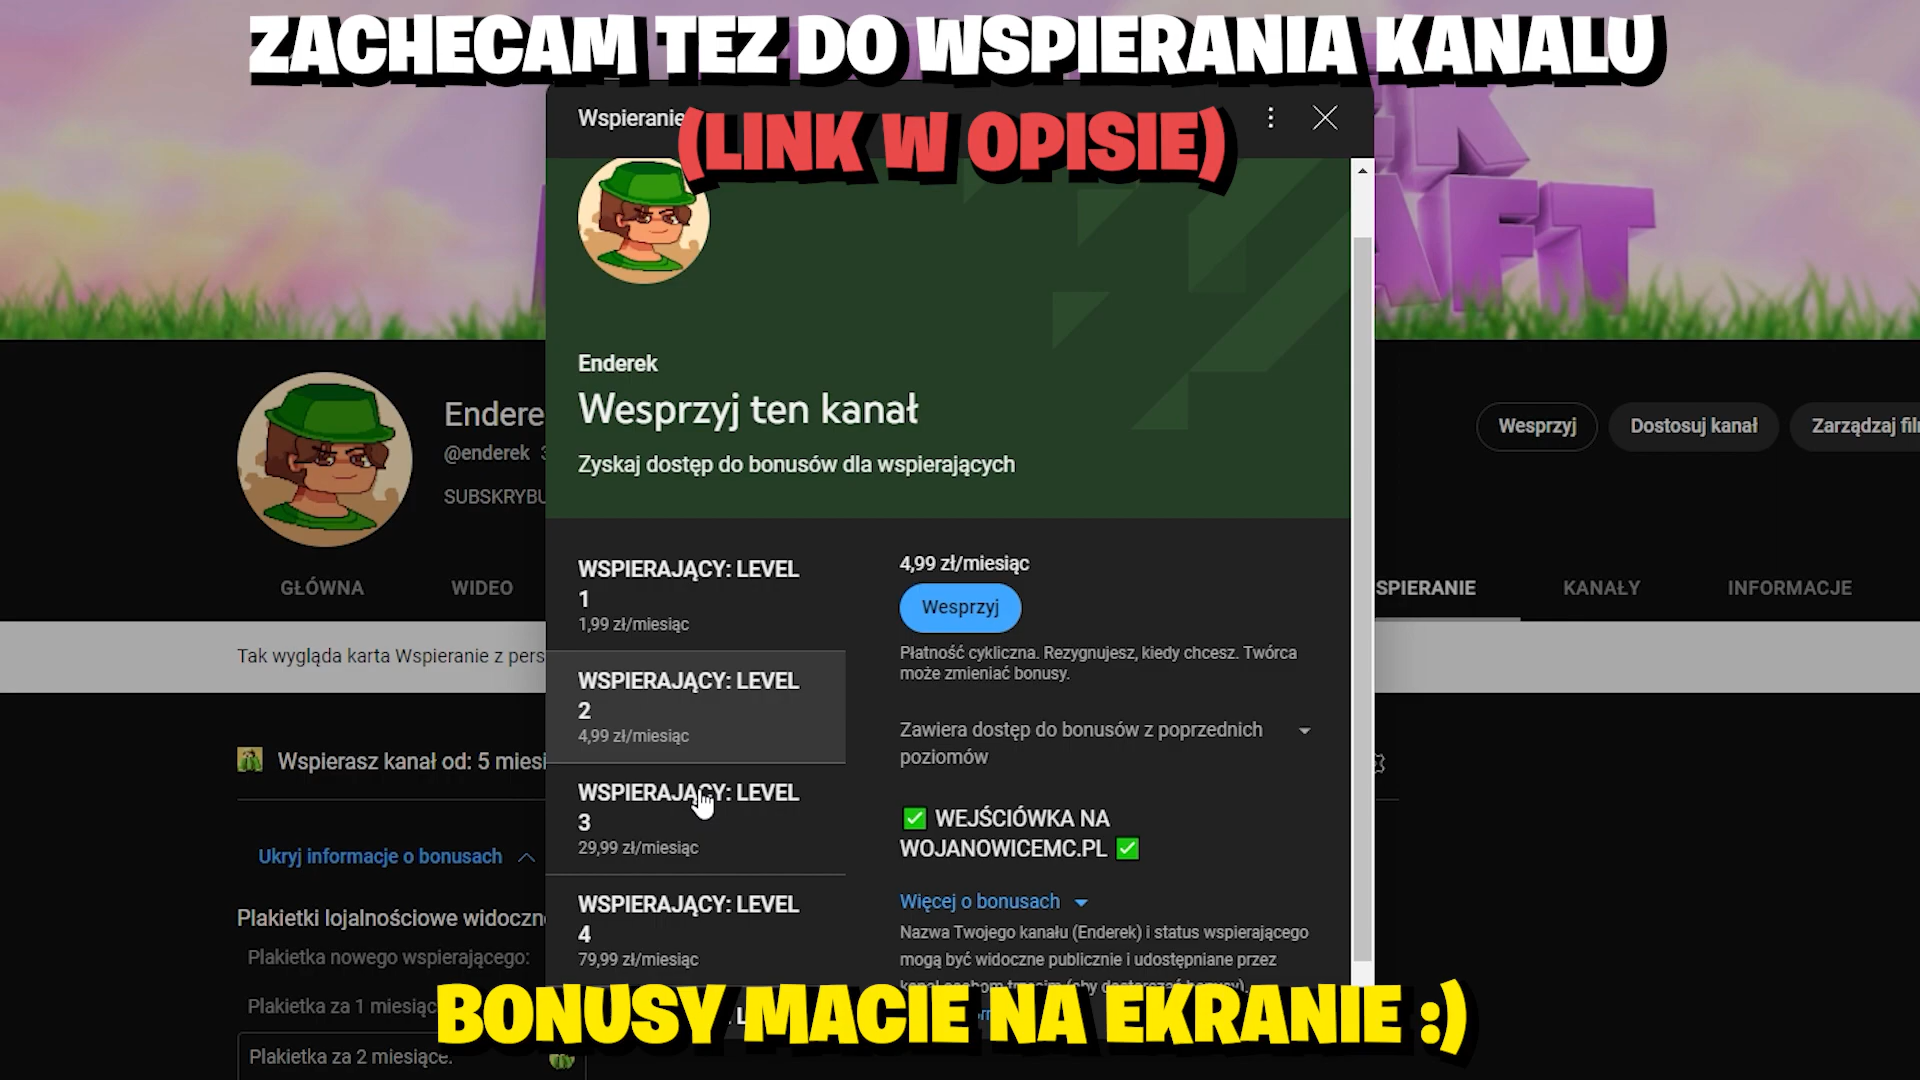 ZACHECAM TEZ DO WSPIERANIA KANALU
(LINK W OPISIE)
Wspieranie
Enderek
Wesprzyj ten kanał
Zyskaj dostęp do bonusów dla wspierających
Endere
@enderek
SUBSKRYBU
Wesprzyj
Dostosuj kanał
Zarządzaj fil
GŁÓWNA
WIDEO
SPIERANIE
KANAŁY
INFORMACJE
Tak wygląda karta Wspieranie z pers
Wspierasz kanał od: 5 miesi
Ukryj informacje o bonusach
Plakietki lojalnościowe widoczn
Plakietka nowego wspierającego:
Plakietka za 1 miesiąc
Plakietka za 2 miesiące:
WSPIERAJĄCY: LEVEL
1
1,99 zł/miesiąc
WSPIERAJĄCY: LEVEL
2
4,99 zł/miesiąc
WSPIERAJĄCY: LEVEL
3
29,99 zł/miesiąc
WSPIERAJĄCY: LEVEL
4
79,99 zł/miesiąc
4,99 zł/miesiąc
Wesprzyj
Płatność cykliczna. Rezygnujesz, kiedy chcesz. Twórca
może zmieniać bonusy.
Zawiera dostęp do bonusów z poprzednich
poziomów
✅ WEJŚCIÓWKA NA
WOJANOWICEMC.PL ✅
Więcej o bonusach
Nazwa Twojego kanału (Enderek) i status wspierającego
mogą być widoczne publicznie i udostępniane przez
BONUSY MACIE NA EKRANIE :)